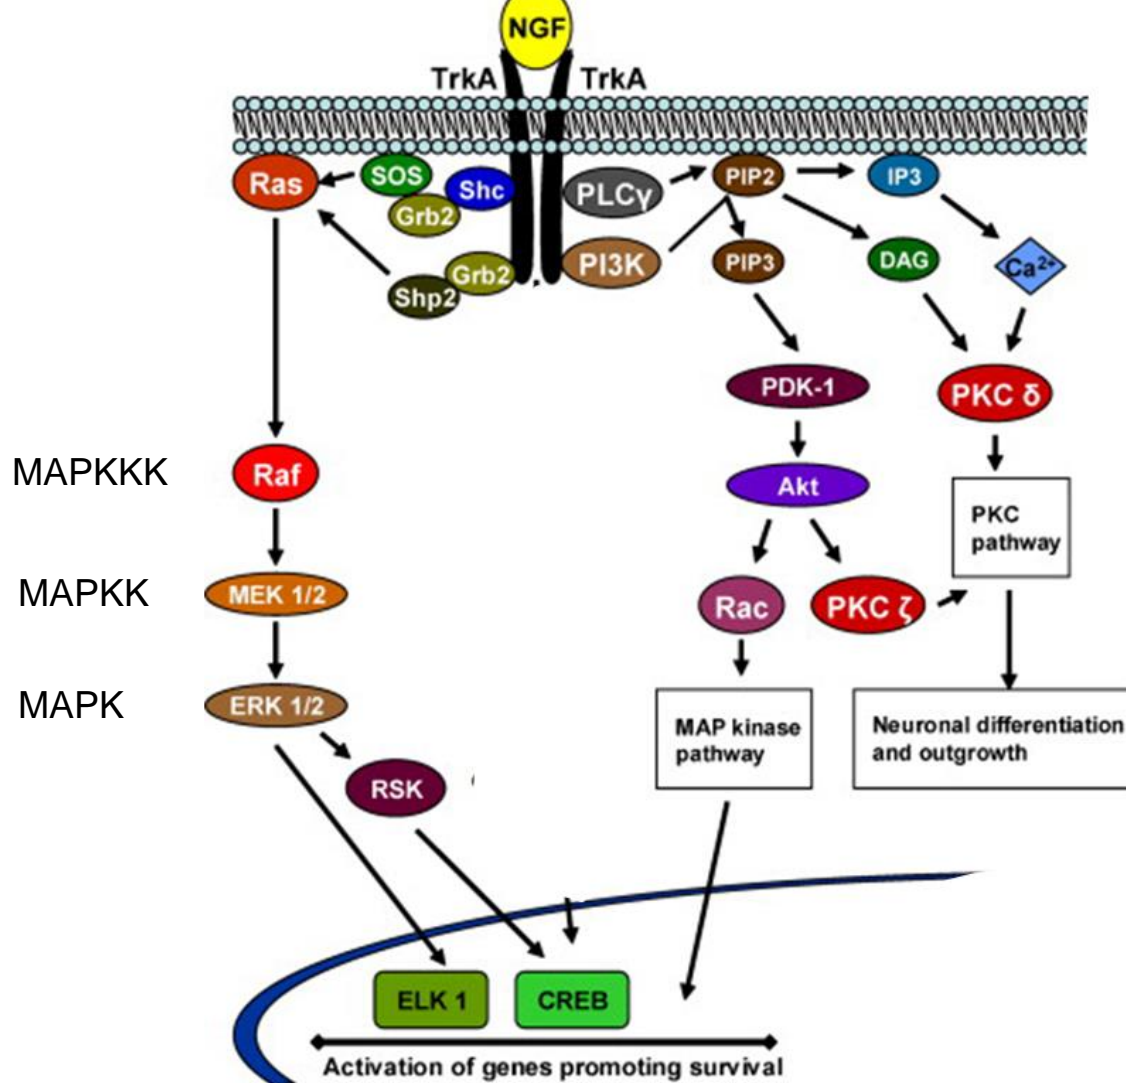 NGF
TrkA
TrkA
Ras
SOS
Shc
Grb2
PLCγ
PIP2
IP3
Grb2
Shp2
PI3K
PIP3
DAG
Ca²⁺
PDK-1
PKC δ
MAPKKK
Raf
Akt
PKC
pathway
MAPKK
MEK 1/2
Rac
PKC ζ
MAPK
ERK 1/2
MAP kinase
pathway
Neuronal differentiation
and outgrowth
RSK
ELK 1
CREB
Activation of genes promoting survival